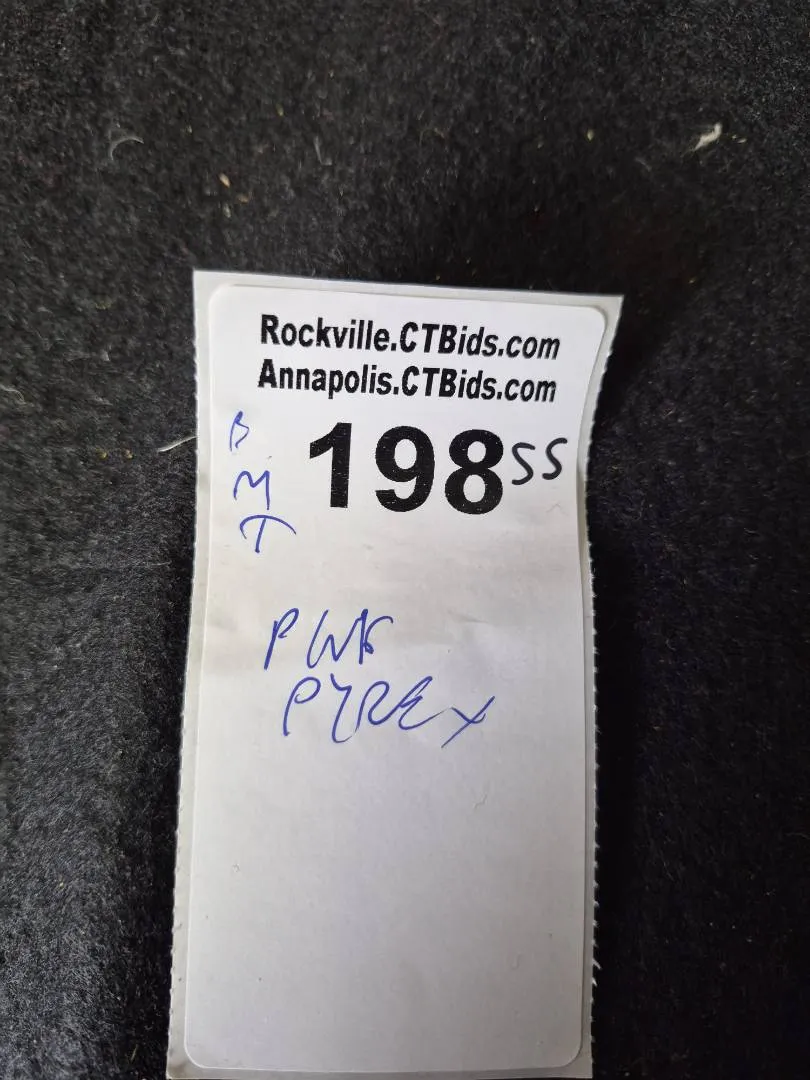 Rockville.CTBids.com
Annapolis.CTBids.com
B
M
T
198 SS
PYREX